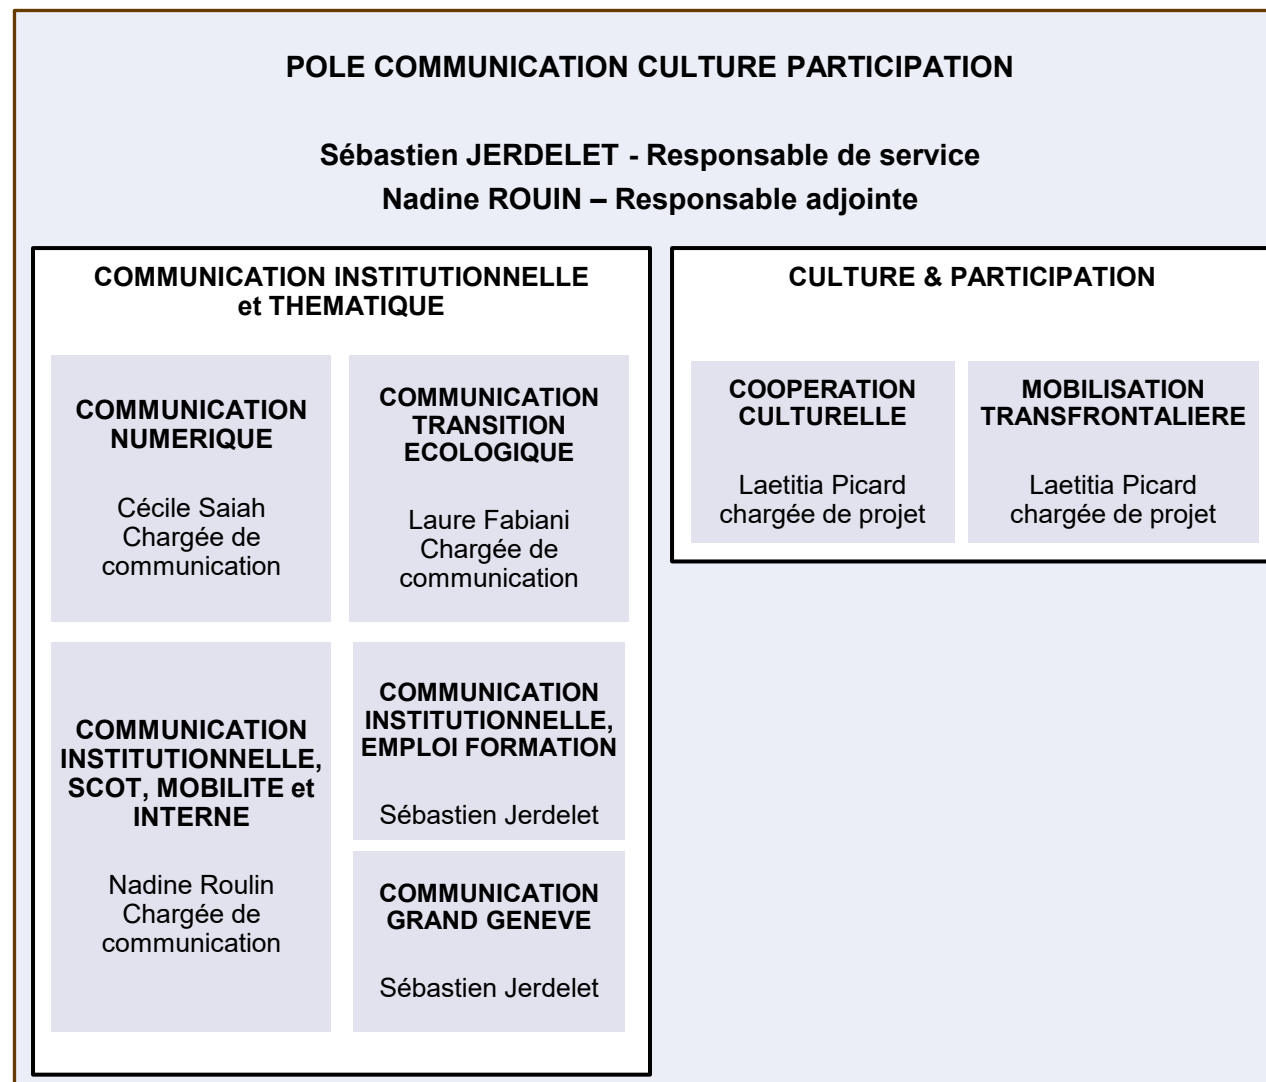 POLE COMMUNICATION CULTURE PARTICIPATION
Sébastien JERDELET - Responsable de service
Nadine ROUIN – Responsable adjointe
COMMUNICATION INSTITUTIONNELLE
et THEMATIQUE
COMMUNICATION
NUMERIQUE
Cécile Saiah
Chargée de
communication
COMMUNICATION
TRANSITION
ECOLOGIQUE
Laure Fabiani
Chargée de
communication
COMMUNICATION
INSTITUTIONNELLE,
SCOT, MOBILITE et
INTERNE
Nadine Roulin
Chargée de
communication
COMMUNICATION
INSTITUTIONNELLE,
EMPLOI FORMATION
Sébastien Jerdelet
COMMUNICATION
GRAND GENEVE
Sébastien Jerdelet
CULTURE & PARTICIPATION
COOPERATION
CULTURELLE
Laetitia Picard
chargée de projet
MOBILISATION
TRANSFRONTALIERE
Laetitia Picard
chargée de projet